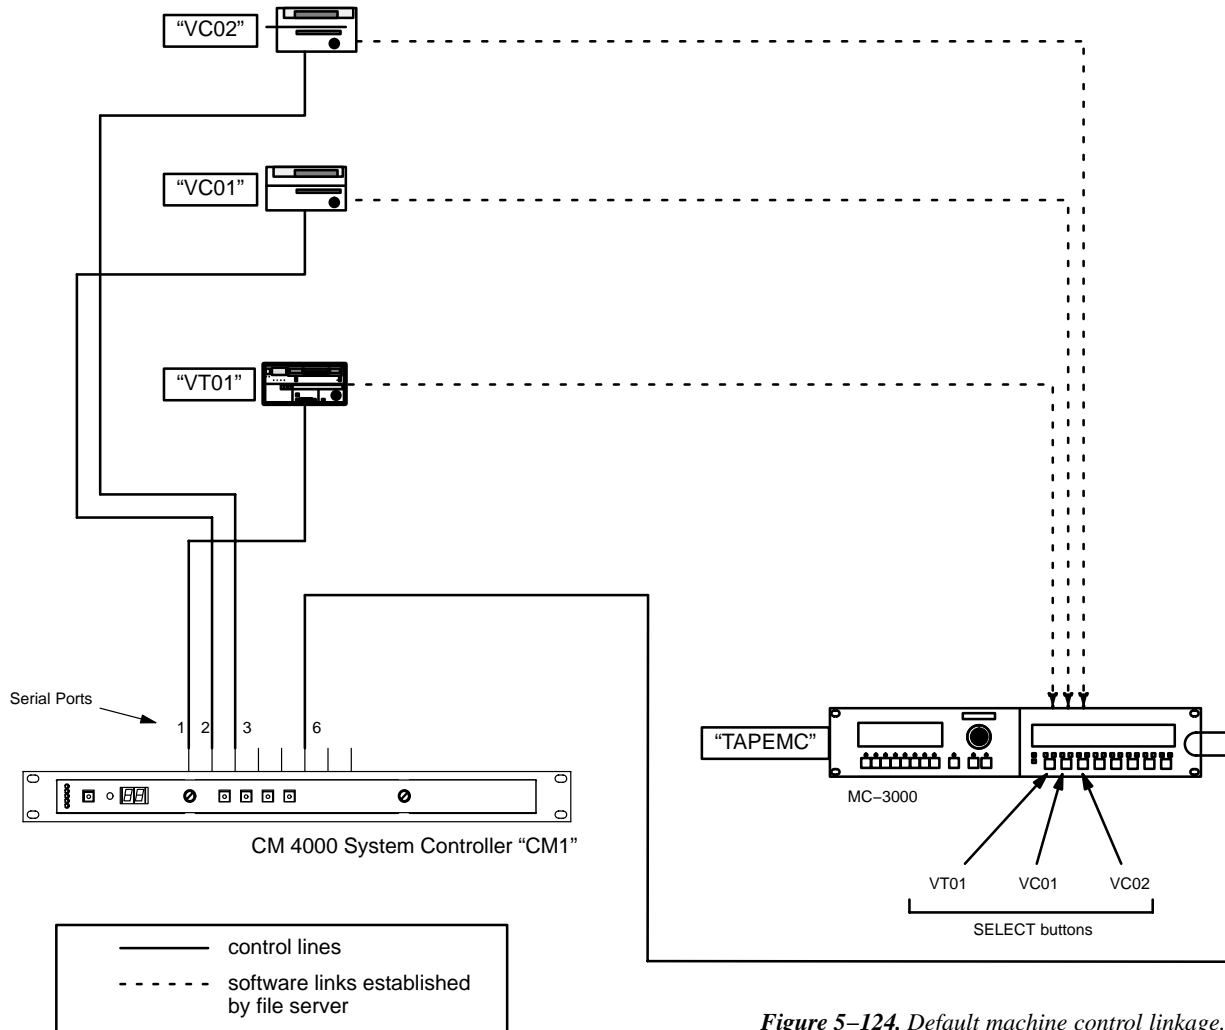 “VC02”
“VC01”
“VT01”
Serial Ports
1 2 3 6
“TAPEMC”
MC–3000
CM 4000 System Controller “CM1”
VT01 VC01 VC02
SELECT buttons
control lines
software links established
by file server
Figure 5–124. Default machine control linkage.